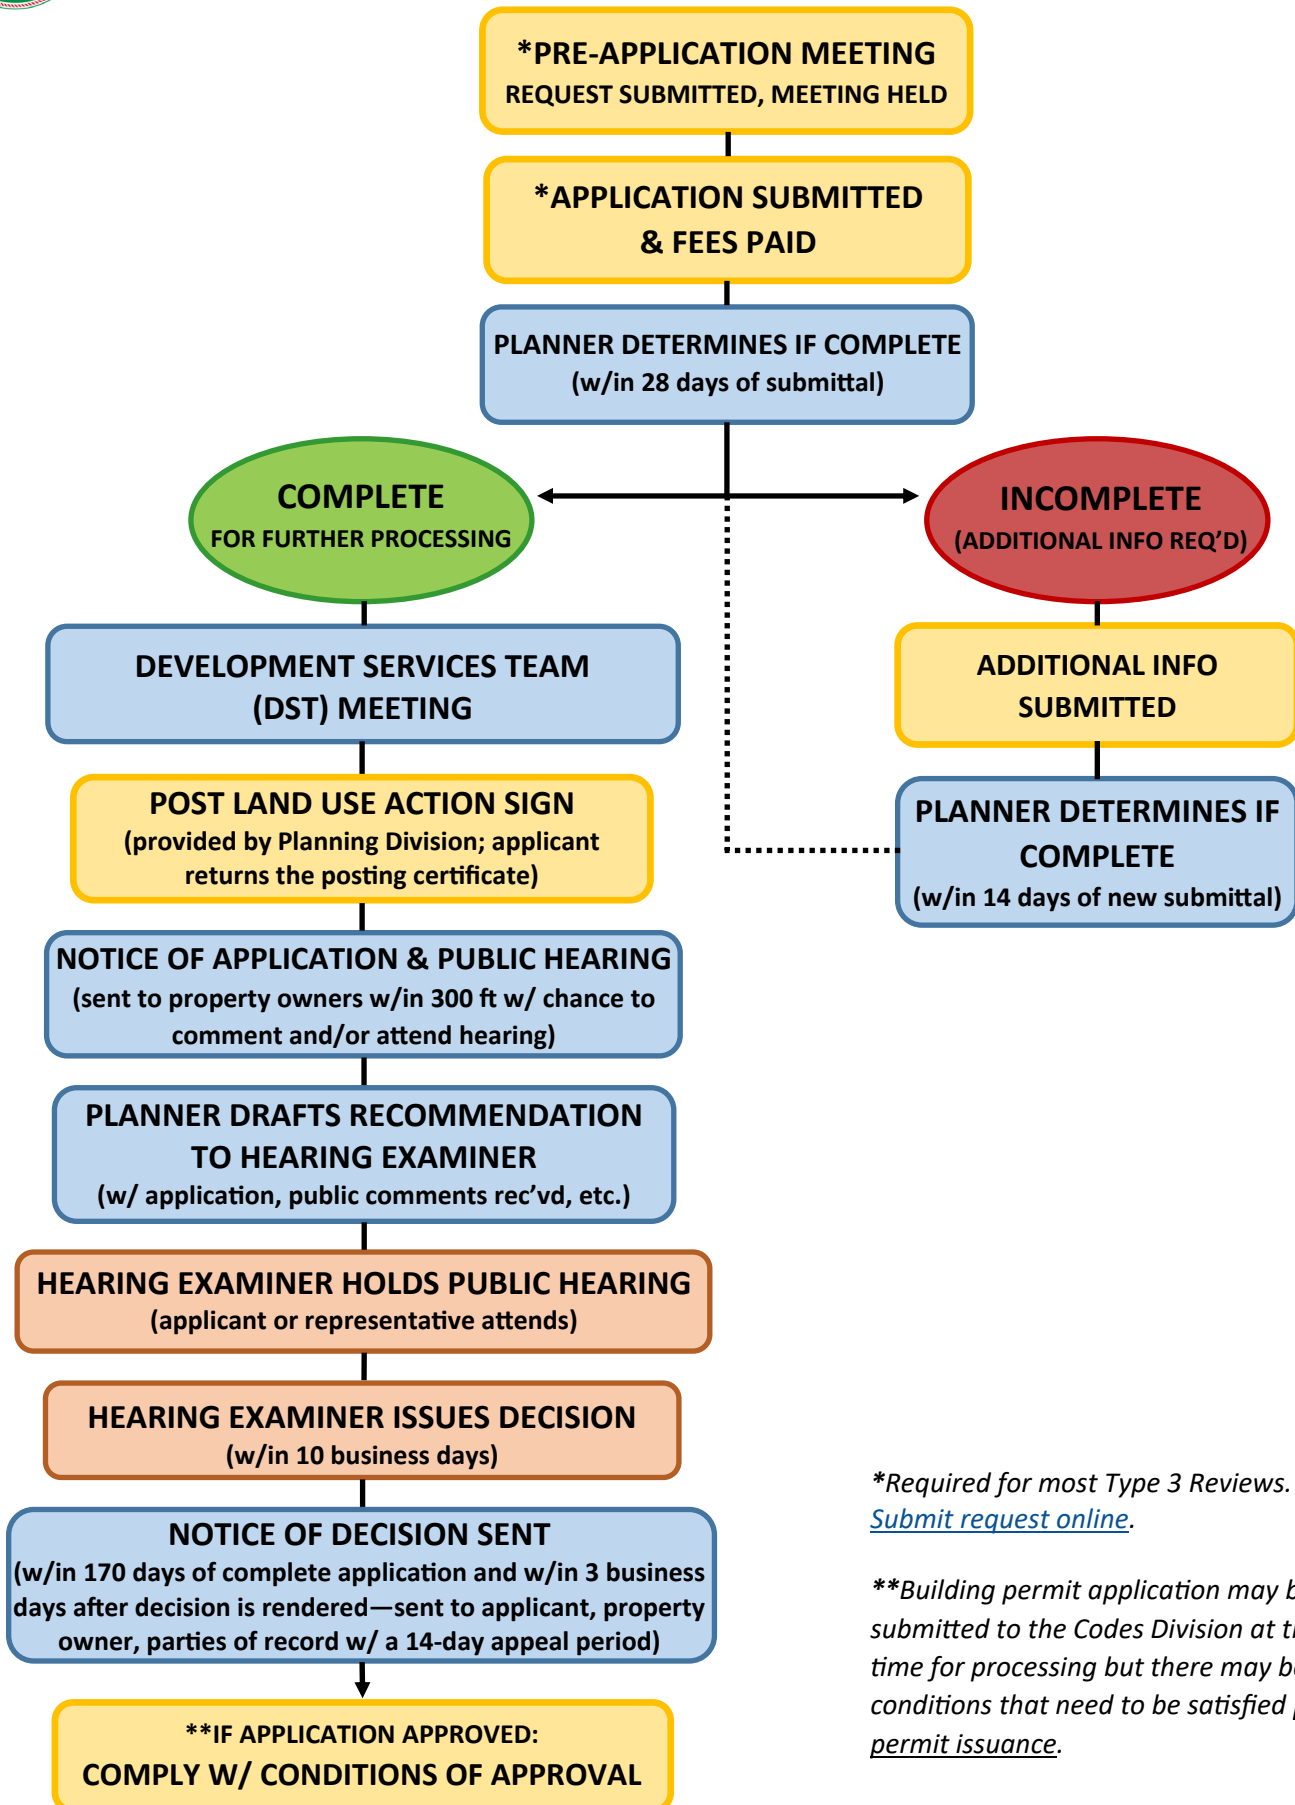 *PRE-APPLICATION MEETING
REQUEST SUBMITTED, MEETING HELD
*APPLICATION SUBMITTED
& FEES PAID
PLANNER DETERMINES IF COMPLETE
(w/in 28 days of submittal)
COMPLETE
FOR FURTHER PROCESSING
INCOMPLETE
(ADDITIONAL INFO REQ’D)
DEVELOPMENT SERVICES TEAM
(DST) MEETING
ADDITIONAL INFO
SUBMITTED
POST LAND USE ACTION SIGN
(provided by Planning Division; applicant
returns the posting certificate)
PLANNER DETERMINES IF
COMPLETE
(w/in 14 days of new submittal)
NOTICE OF APPLICATION & PUBLIC HEARING
(sent to property owners w/in 300 ft w/ chance to
comment and/or attend hearing)
PLANNER DRAFTS RECOMMENDATION
TO HEARING EXAMINER
(w/ application, public comments rec’vd, etc.)
HEARING EXAMINER HOLDS PUBLIC HEARING
(applicant or representative attends)
HEARING EXAMINER ISSUES DECISION
(w/in 10 business days)
NOTICE OF DECISION SENT
(w/in 170 days of complete application and w/in 3 business
days after decision is rendered—sent to applicant, property
owner, parties of record w/ a 14-day appeal period)
**IF APPLICATION APPROVED:
COMPLY W/ CONDITIONS OF APPROVAL
*Required for most Type 3 Reviews.
Submit request online.
**Building permit application may
submitted to the Codes Division at
time for processing but there may
conditions that need to be satisfied
permit issuance.